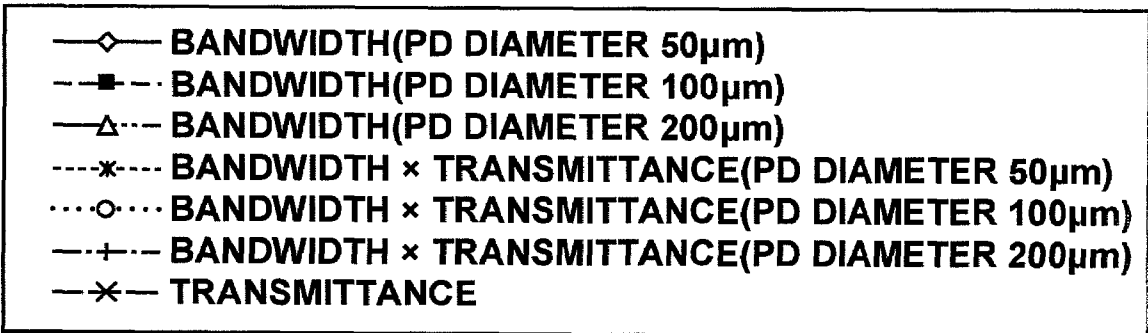 BANDWIDTH(PD DIAMETER 50µm)
BANDWIDTH(PD DIAMETER 100µm)
BANDWIDTH(PD DIAMETER 200µm)
BANDWIDTH × TRANSMITTANCE(PD DIAMETER 50µm)
BANDWIDTH × TRANSMITTANCE(PD DIAMETER 100µm)
BANDWIDTH × TRANSMITTANCE(PD DIAMETER 200µm)
TRANSMITTANCE